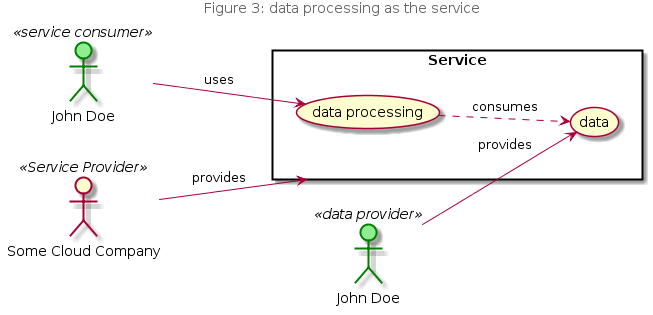 Figure 3: data processing as the service
«service consumer»
John Doe
uses
Service
data processing
consumes
data
provides
«Service Provider»
Some Cloud Company
provides
«data provider»
John Doe